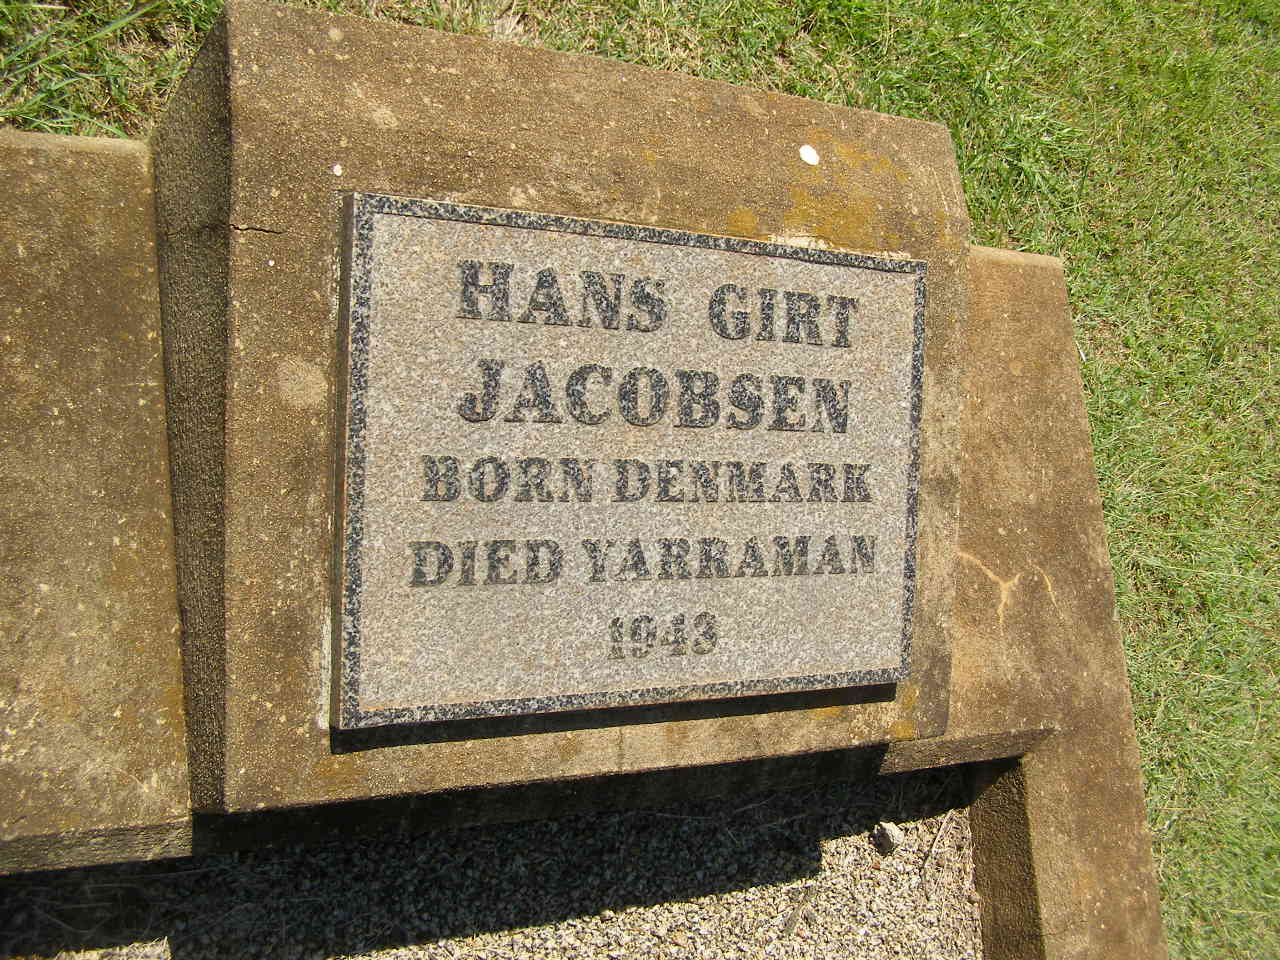 HANS GIRT
JACOBSEN
BORN DENMARK
DIED YARRAMAN
1943